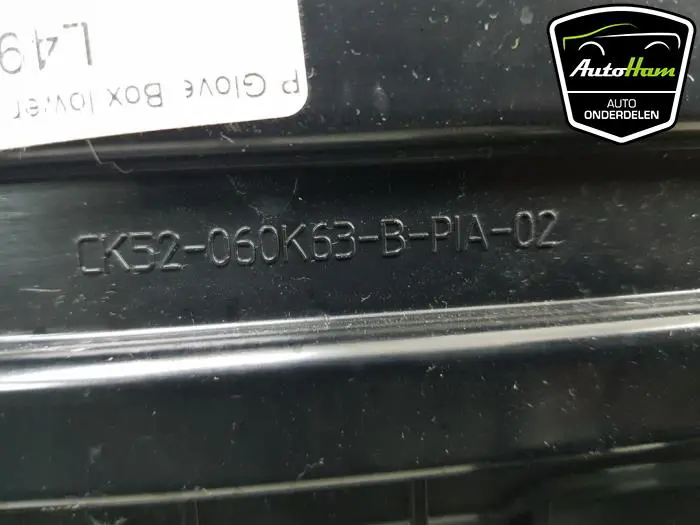 P Glove Box lower
L49
CK52-060K63-B-PIA-02
AutoHam
AUTO
ONDERDELEN